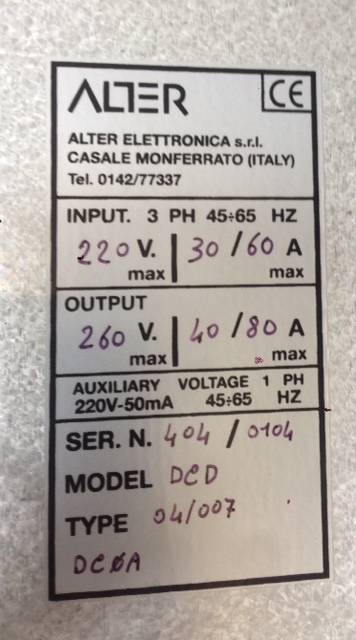 ALTER CE
ALTER ELETTRONICA s.r.l.
CASALE MONFERRATO (ITALY)
Tel. 0142/77337
INPUT. 3 PH 45÷65 HZ
220 V. max | 30 / 60 A max
OUTPUT
260 V. max | 40 / 80 A max
AUXILIARY VOLTAGE 1 PH
220V-50mA 45÷65 HZ
SER. N. 404 / 0104
MODEL DCD
TYPE 04/007
DCØA